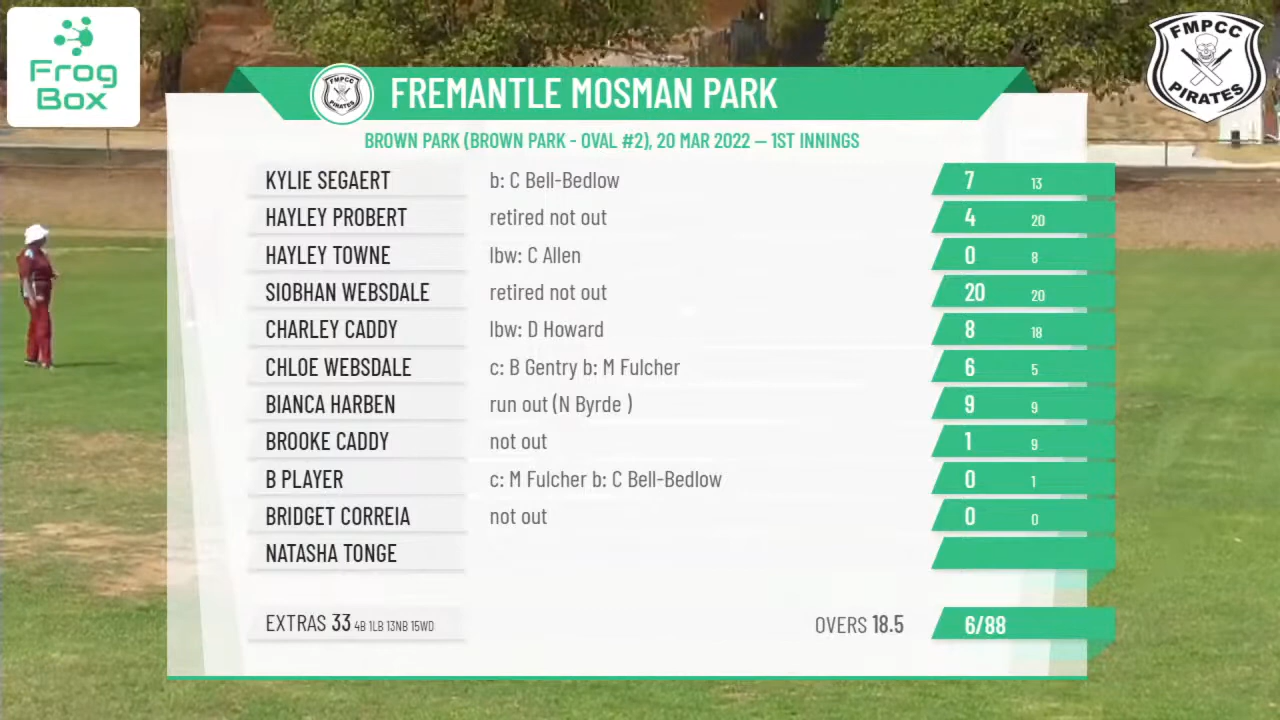 Frog
Box
FMPCC
PIRATES
FMPCC
PIRATES
FREMANTLE MOSMAN PARK
BROWN PARK (BROWN PARK - OVAL #2), 20 MAR 2022 – 1ST INNINGS
KYLIE SEGAERT b: C Bell-Bedlow 7 13
HAYLEY PROBERT retired not out 4 20
HAYLEY TOWNE lbw: C Allen 0 8
SIOBHAN WEBSDALE retired not out 20 20
CHARLEY CADDY lbw: D Howard 8 18
CHLOE WEBSDALE c: B Gentry b: M Fulcher 6 5
BIANCA HARBEN run out (N Byrde ) 9 9
BROOKE CADDY not out 1 9
B PLAYER c: M Fulcher b: C Bell-Bedlow 0 1
BRIDGET CORREIA not out 0 0
NATASHA TONGE
EXTRAS 33 4B 1LB 13NB 15WD OVERS 18.5 6/88